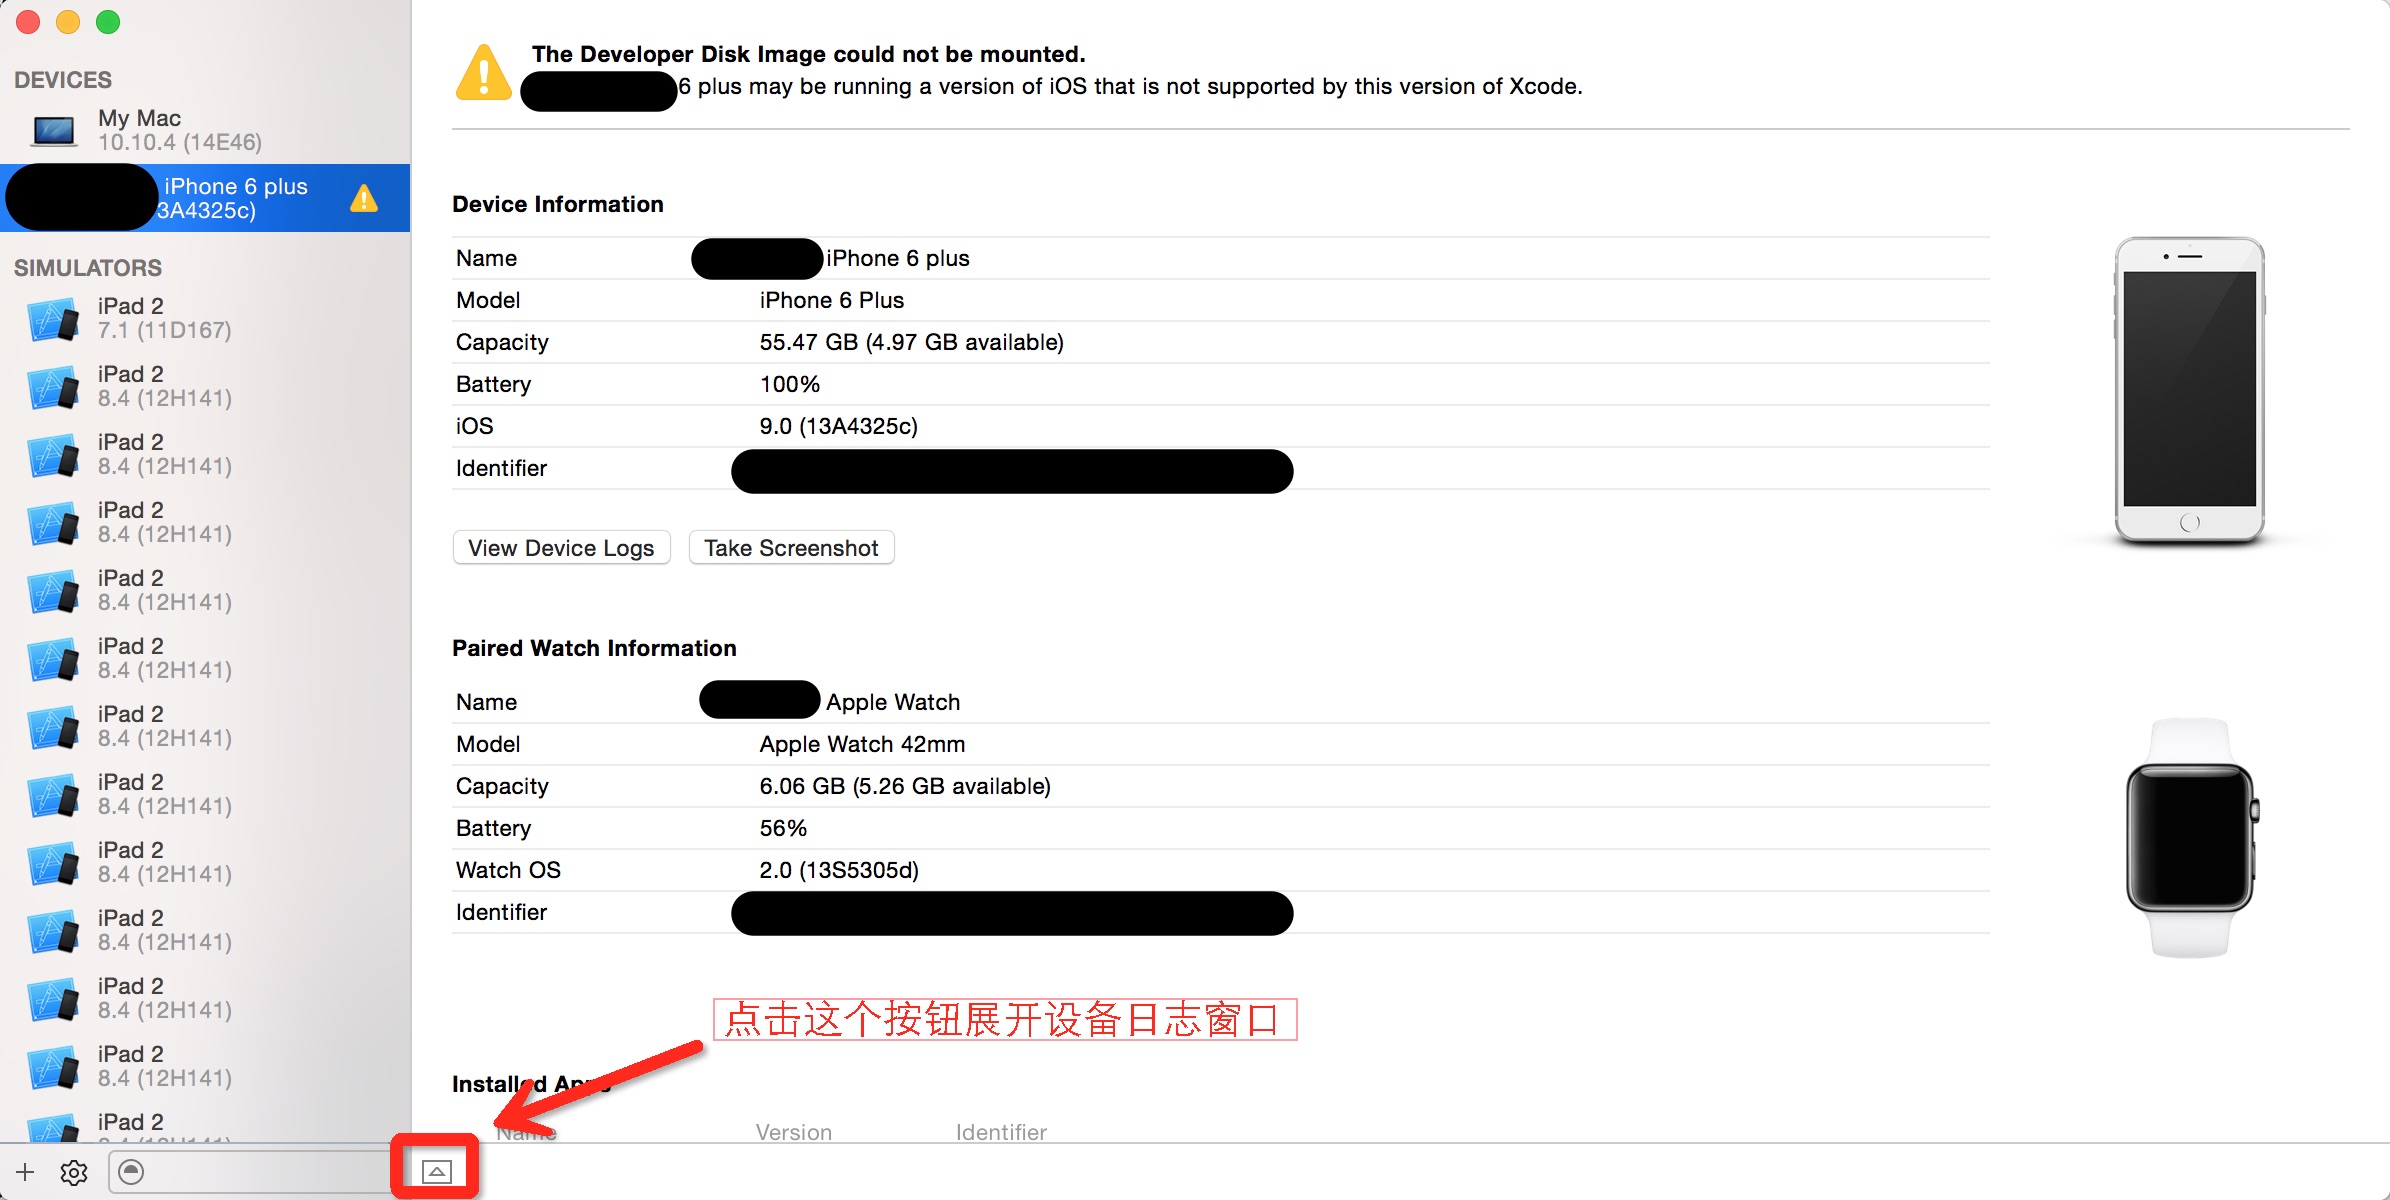 DEVICES
My Mac
10.10.4 (14E46)
iPhone 6 plus
3A4325c)
SIMULATORS
iPad 2
7.1 (11D167)
iPad 2
8.4 (12H141)
iPad 2
8.4 (12H141)
iPad 2
8.4 (12H141)
iPad 2
8.4 (12H141)
iPad 2
8.4 (12H141)
iPad 2
8.4 (12H141)
iPad 2
8.4 (12H141)
iPad 2
8.4 (12H141)
iPad 2
8.4 (12H141)
iPad 2
8.4 (12H141)
iPad 2
8.4 (12H141)
iPad 2
The Developer Disk Image could not be mounted.
6 plus may be running a version of iOS that is not supported by this version of Xcode.
Device Information
Name iPhone 6 plus
Model iPhone 6 Plus
Capacity 55.47 GB (4.97 GB available)
Battery 100%
iOS 9.0 (13A4325c)
Identifier
View Device Logs Take Screenshot
Paired Watch Information
Name Apple Watch
Model Apple Watch 42mm
Capacity 6.06 GB (5.26 GB available)
Battery 56%
Watch OS 2.0 (13S5305d)
Identifier
点击这个按钮展开设备日志窗口
Installed Apps
Name Version Identifier